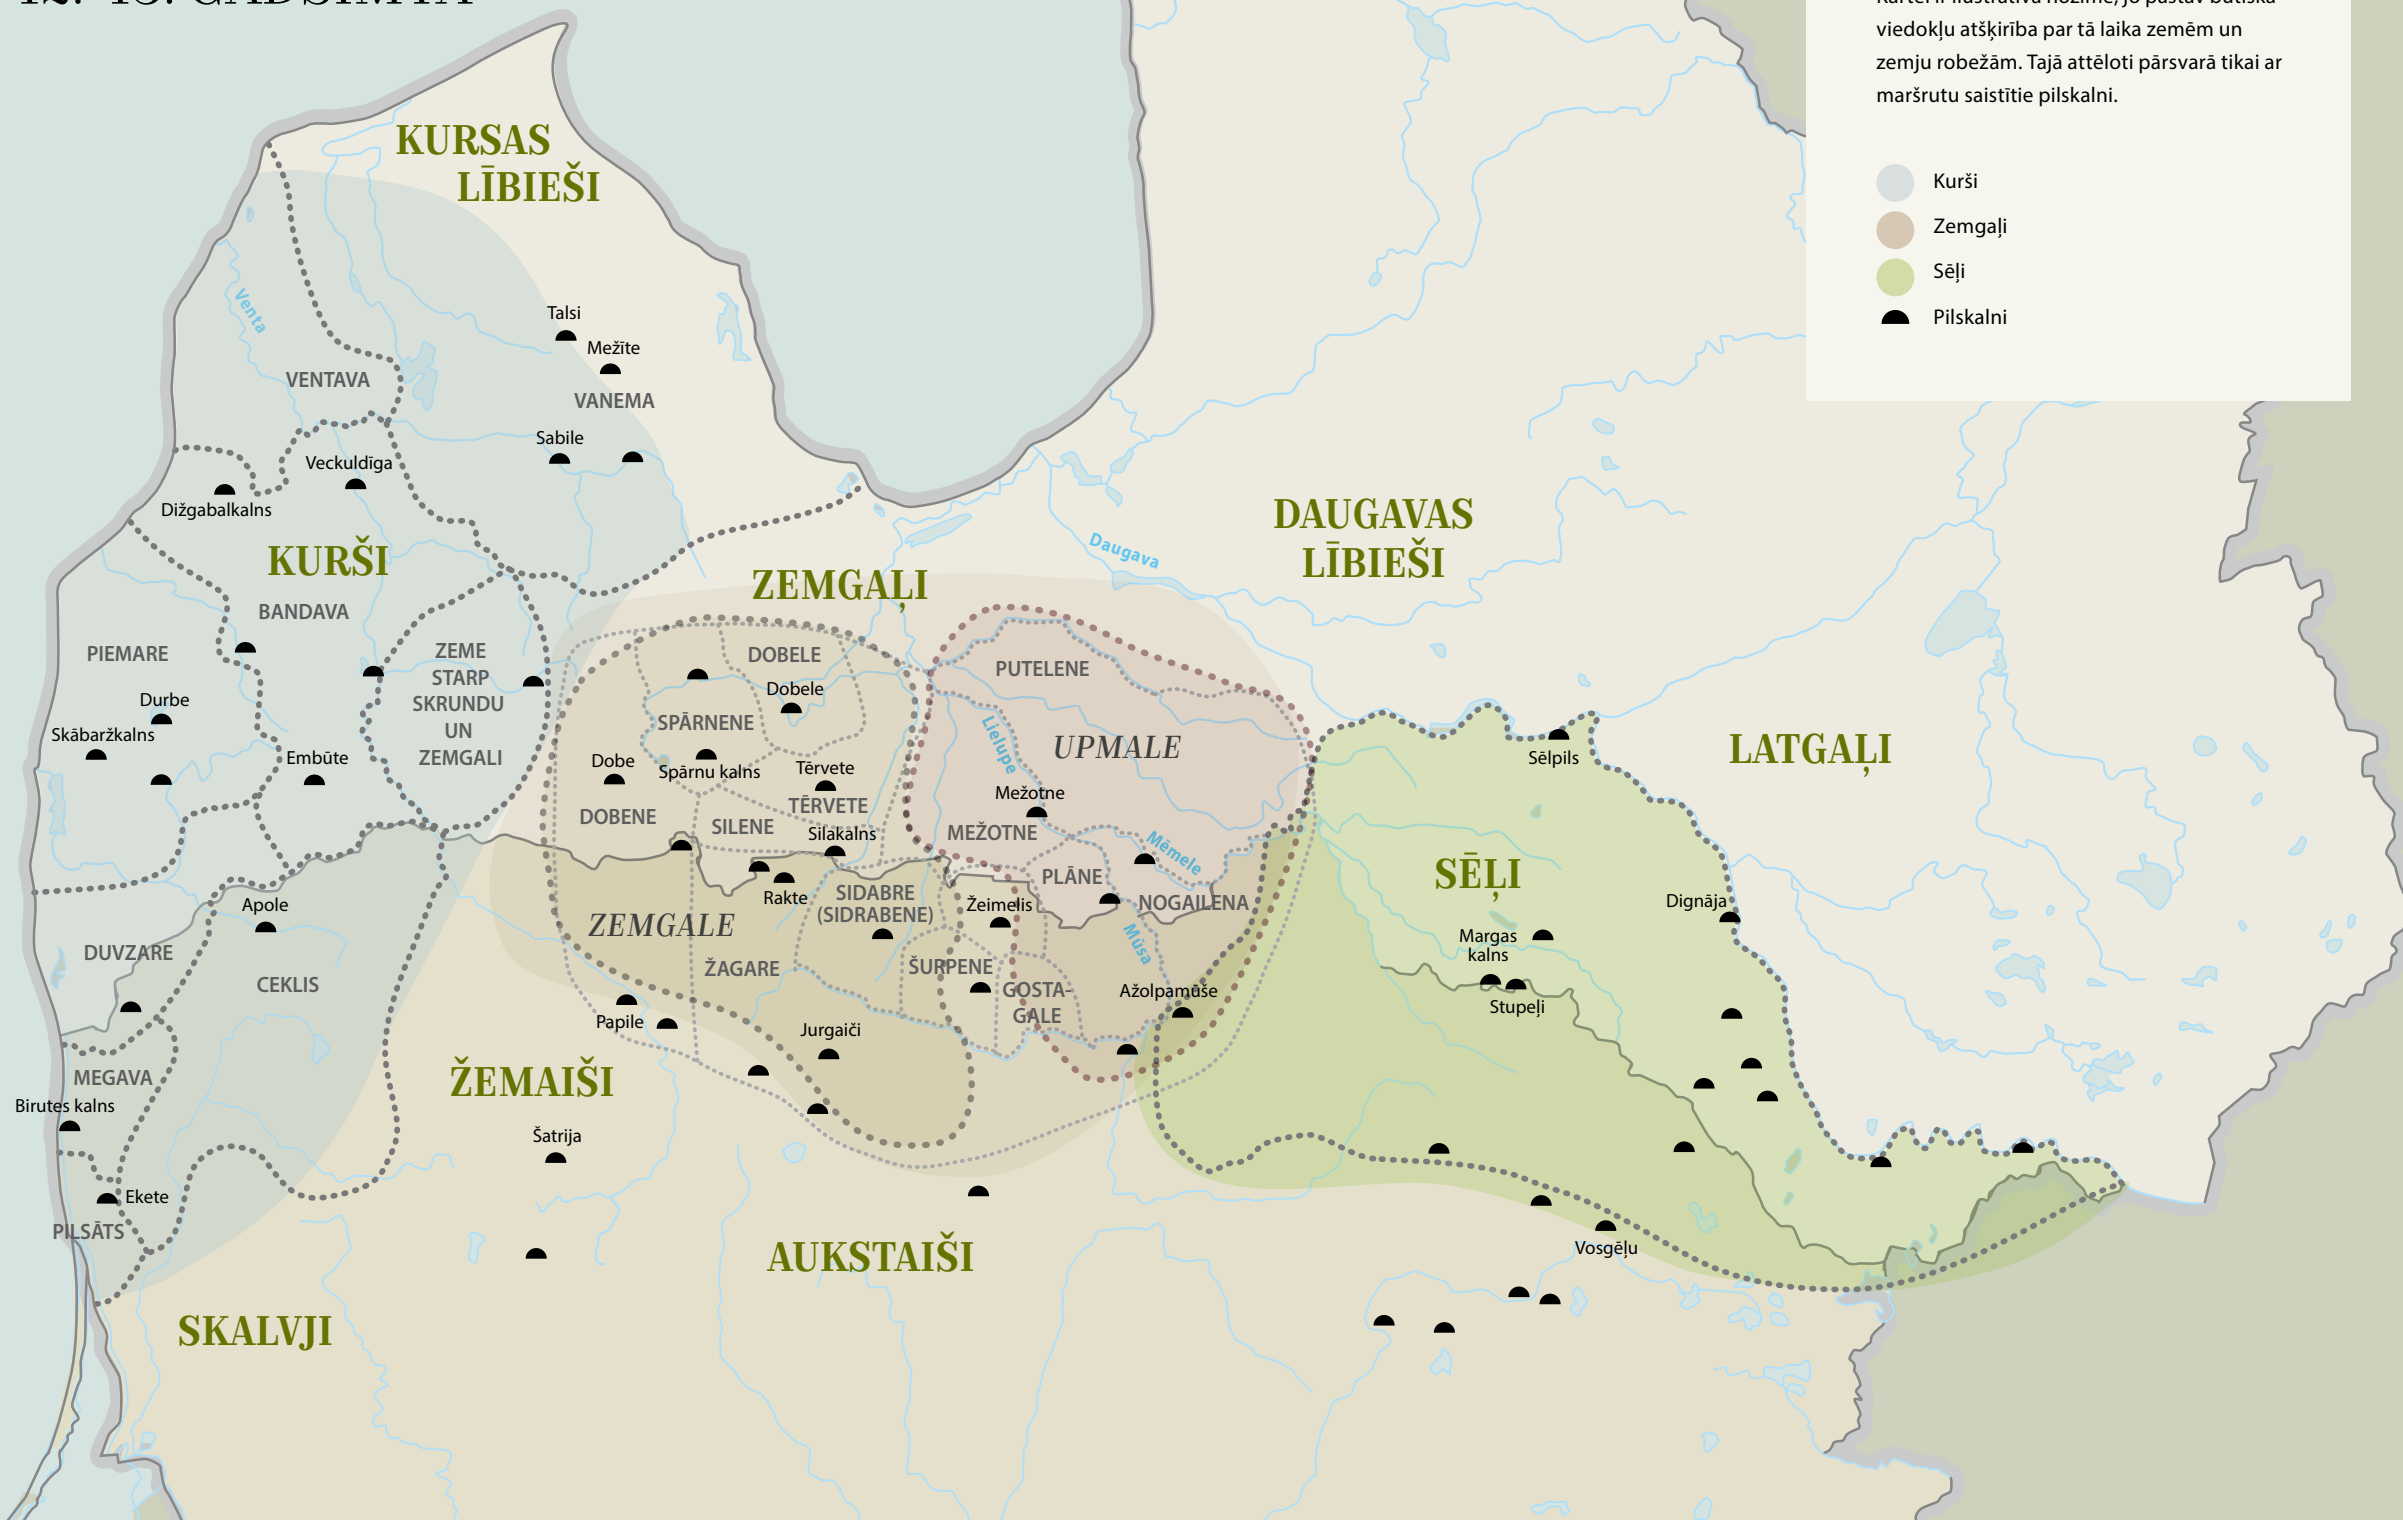 viedokļu atšķirība par tā laika zemēm un
zemju robežām. Tajā attēloti pārsvarā tikai ar
maršrutu saistītie pilskalni.
Kurši
Zemgaļi
Sēļi
Pilskalni
KURSAS
LĪBIEŠI
Venta
Talsi
Mežīte
VENTAVA
VANEMA
Sabile
Veckuldīga
Dižgabalkalns
KURŠI
BANDAVA
PIEMARE
ZEME
STARP
SKRUNDU
UN
ZEMGALI
Durbe
Skābaržkalns
Embūte
DAUGAVAS
LĪBIEŠI
Daugava
ZEMGAĻI
DOBELE
Dobele
PUTELENE
SPĀRNENE
Lielupe
UPMALE
Dobe
Spārnu kalns
Tērvete
TĒRVETE
Mežotne
DOBENE
SILENE
Silakalns
MEŽOTNE
Mēmele
Sēlpils
LATGAĻI
SĒĻI
PLĀNE
Rakte
SIDABRE
(SIDRABENE)
Žeimelis
NOGAILENA
Dignāja
Apole
ZEMGALE
Mūsa
Margas
kalns
DUVZARE
CEKLIS
ŽAGARE
ŠURPENE
GOSTA-
GALE
Ažolpamūše
Stupeļi
Papile
Jurgaiči
MEGAVA
ŽEMAIŠI
Birutes kalns
Šatrija
Ekete
PILSĀTS
AUKSTAIŠI
Vosgēļu
SKALVJI